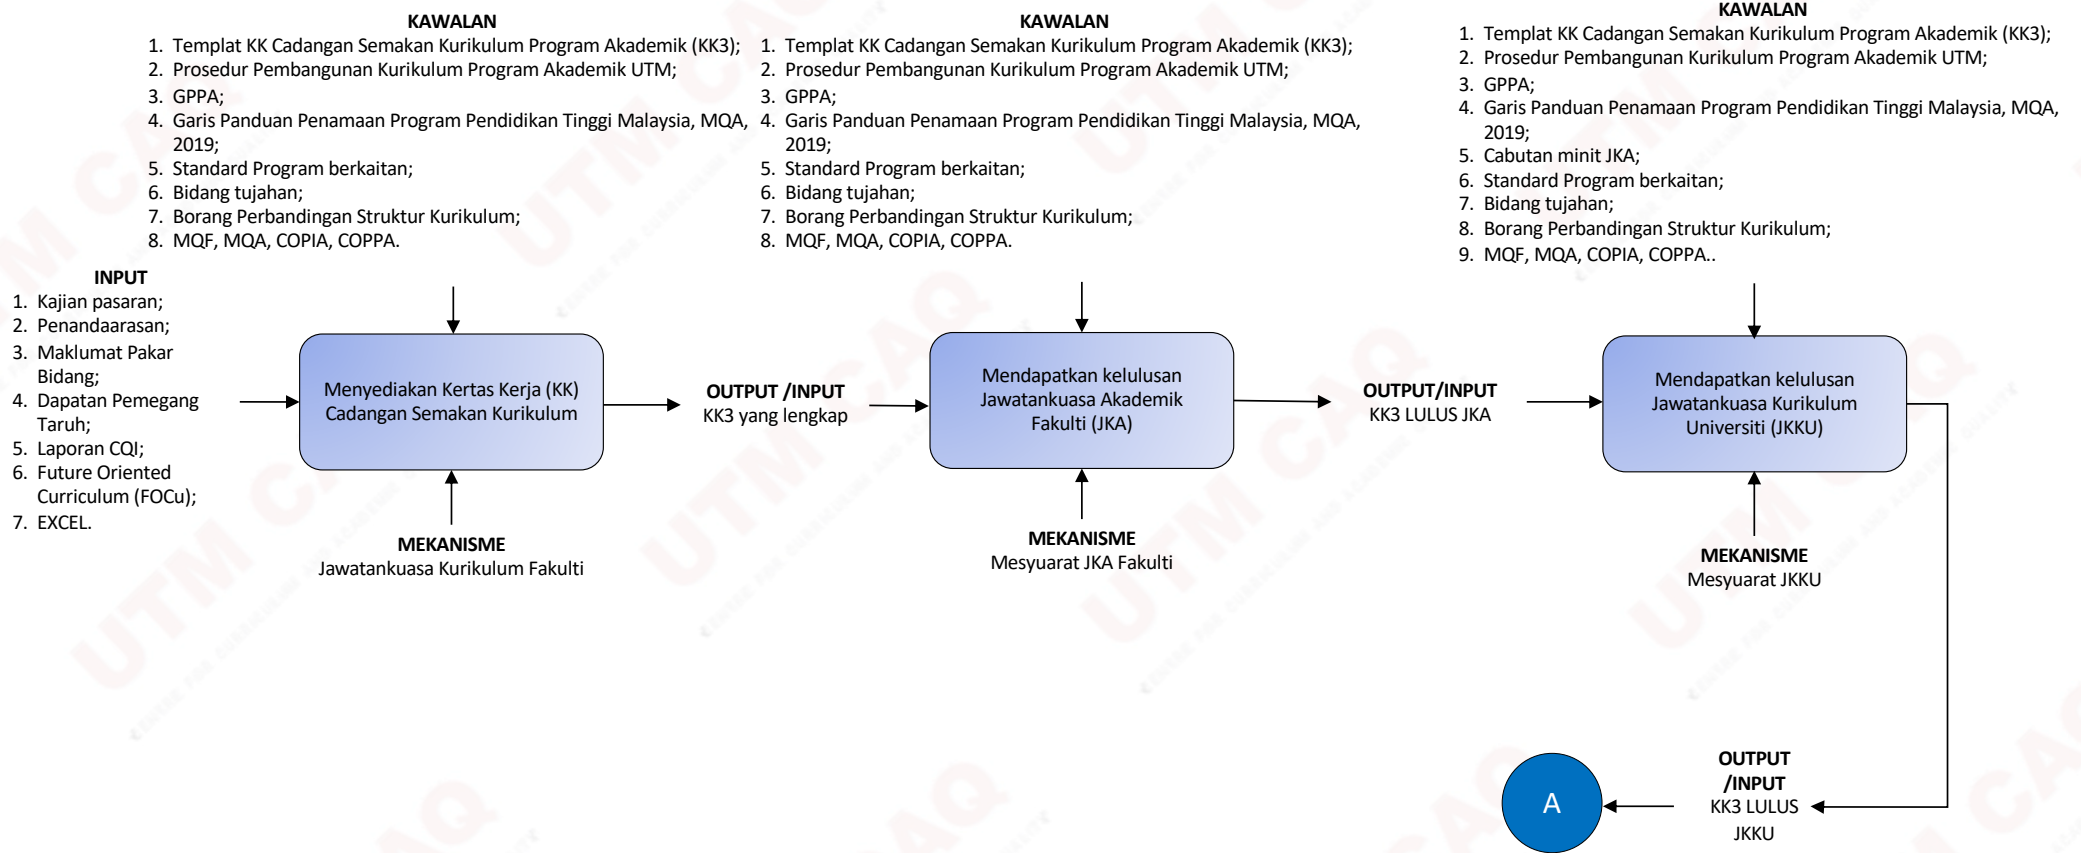 KAWALAN
1. Templat KK Cadangan Semakan Kurikulum Program Akademik (KK3);
2. Prosedur Pembangunan Kurikulum Program Akademik UTM;
3. GPPA;
4. Garis Panduan Penamaan Program Pendidikan Tinggi Malaysia, MQA,
2019;
5. Standard Program berkaitan;
6. Bidang tujahan;
7. Borang Perbandingan Struktur Kurikulum;
8. MQF, MQA, COPIA, COPPA.
KAWALAN
1. Templat KK Cadangan Semakan Kurikulum Program Akademik (KK3);
2. Prosedur Pembangunan Kurikulum Program Akademik UTM;
3. GPPA;
4. Garis Panduan Penamaan Program Pendidikan Tinggi Malaysia, MQA,
2019;
5. Standard Program berkaitan;
6. Bidang tujahan;
7. Borang Perbandingan Struktur Kurikulum;
8. MQF, MQA, COPIA, COPPA.
KAWALAN
1. Templat KK Cadangan Semakan Kurikulum Program Akademik (KK3);
2. Prosedur Pembangunan Kurikulum Program Akademik UTM;
3. GPPA;
4. Garis Panduan Penamaan Program Pendidikan Tinggi Malaysia, MQA,
2019;
5. Cabutan minit JKA;
6. Standard Program berkaitan;
7. Bidang tujahan;
8. Borang Perbandingan Struktur Kurikulum;
9. MQF, MQA, COPIA, COPPA..
INPUT
1. Kajian pasaran;
2. Penandaarasan;
3. Maklumat Pakar
Bidang;
4. Dapatan Pemegang
Taruh;
5. Laporan CQI;
6. Future Oriented
Curriculum (FOCu);
7. EXCEL.
Menyediakan Kertas Kerja (KK)
Cadangan Semakan Kurikulum
MEKANISME
Jawatankuasa Kurikulum Fakulti
OUTPUT /INPUT
KK3 yang lengkap
Mendapatkan kelulusan
Jawatankuasa Akademik
Fakulti (JKA)
MEKANISME
Mesyuarat JKA Fakulti
OUTPUT/INPUT
KK3 LULUS JKA
Mendapatkan kelulusan
Jawatankuasa Kurikulum
Universiti (JKKU)
MEKANISME
Mesyuarat JKKU
OUTPUT
/INPUT
KK3 LULUS
JKKU
A
UTM CAQ
CENTRE FOR CURRICULUM AND ACADEMIC QUALITY